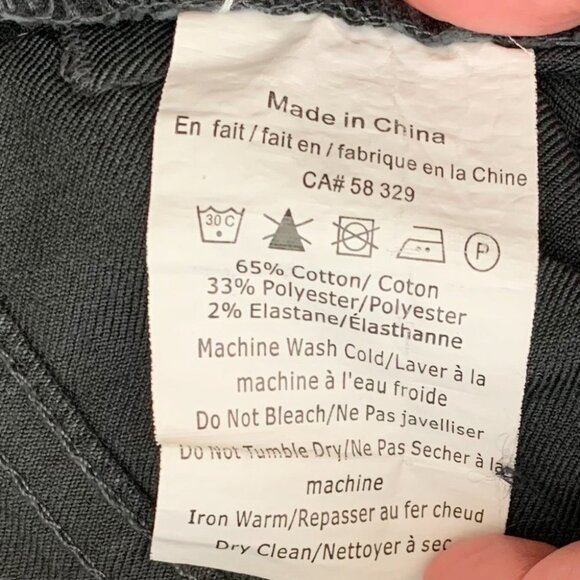 Made in China
En fait / fait en / fabrique en la Chine
CA# 58 329
30 C P
65% Cotton/ Coton
33% Polyester/Polyester
2% Elastane/Élasthanne
Machine Wash Cold/Laver à la
machine à l'eau froide
Do Not Bleach/Ne Pas javelliser
Do Not Tumble Dry/Ne Pas Secher à la
machine
Iron Warm/Repasser au fer cheud
Dry Clean/Nettoyer à sec